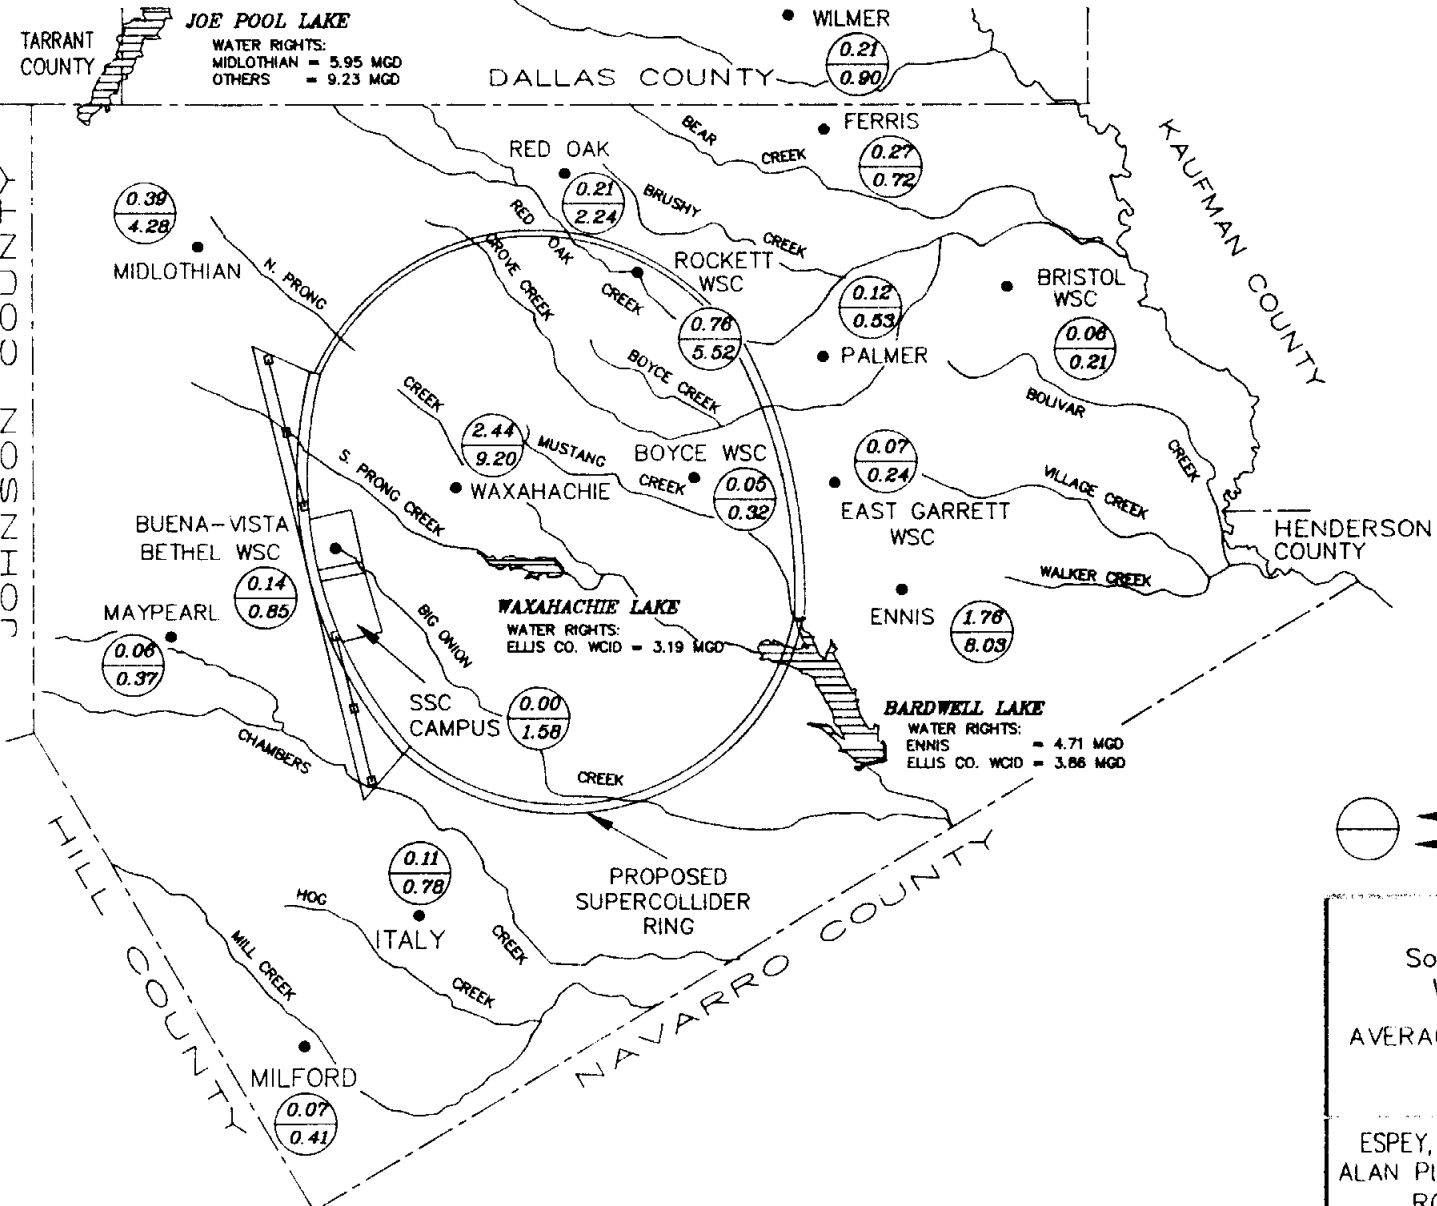 JOE POOL LAKE
WATER RIGHTS:
MIDLOTHIAN = 5.95 MGD
OTHERS = 9.23 MGD
TARRANT
COUNTY
DALLAS COUNTY
WILMER
0.21
0.90
FERRIS
0.27
0.72
BEAR
CREEK
KAUFMAN COUNTY
RED OAK
0.21
2.24
BRUSHY
CREEK
RED
OAK
CREEK
GROVE CREEK
ROCKETT
WSC
0.76
5.52
0.39
4.28
MIDLOTHIAN
N. PRONG
JOHNSON COUNTY
0.12
0.53
PALMER
BRISTOL
WSC
0.06
0.21
BOYCE CREEK
BOLIVAR
CREEK
CREEK
2.44
9.20
WAXAHACHIE
MUSTANG
CREEK
BOYCE WSC
0.05
0.32
0.07
0.24
EAST GARRETT
WSC
VILLAGE CREEK
HENDERSON
COUNTY
WALKER CREEK
S. PRONG CREEK
BUENA-VISTA
BETHEL WSC
0.14
0.85
MAYPEARL
0.06
0.37
BIG ONION
WAXAHACHIE LAKE
WATER RIGHTS:
ELLIS CO. WCID = 3.19 MGD
ENNIS
1.76
8.03
SSC
CAMPUS
0.00
1.58
BARDWELL LAKE
WATER RIGHTS:
ENNIS = 4.71 MGD
ELLIS CO. WCID = 3.86 MGD
CHAMBERS
CREEK
HILL COUNTY
0.11
0.78
ITALY
PROPOSED
SUPERCOLLIDER
RING
HOG
CREEK
CREEK
MILL CREEK
NAVARRO COUNTY
MILFORD
0.07
0.41
So
AVERA
ESPEY,
ALAN PL
RO